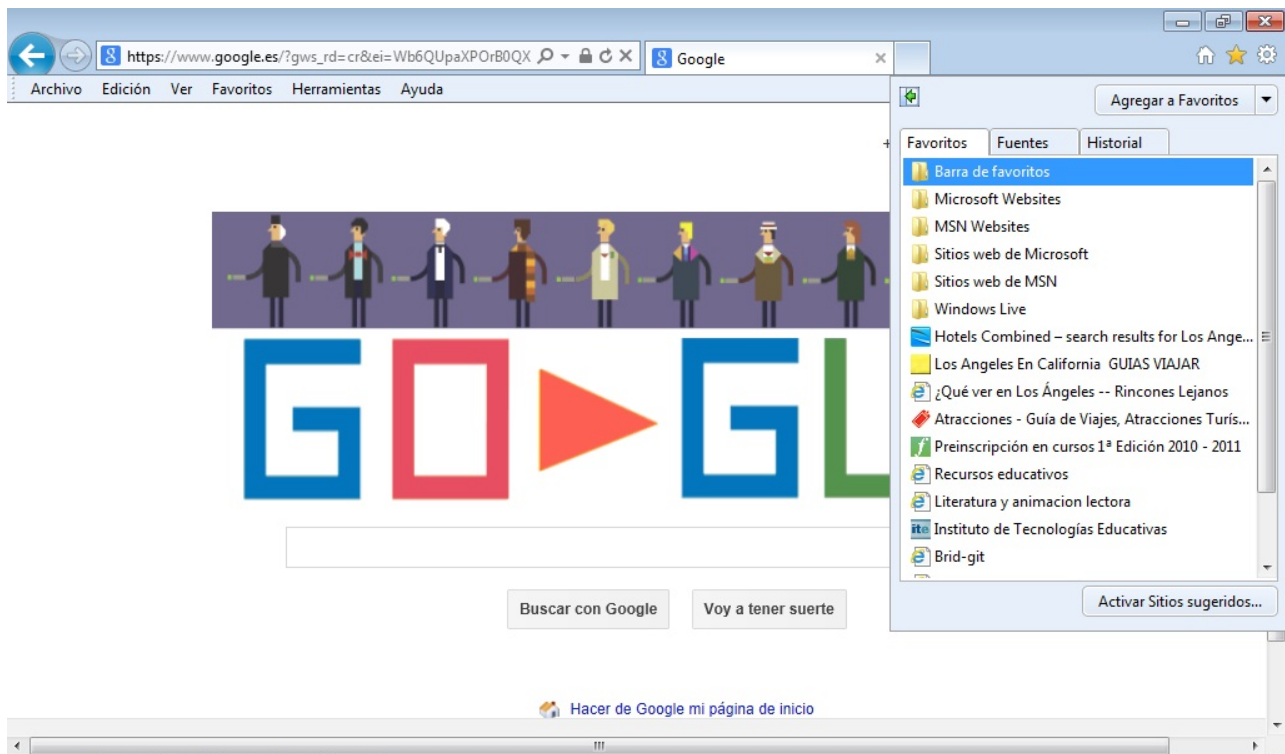 https://www.google.es/?gws_rd=cr&ei=Wb6QUpaXPOrB0QX
Google
Archivo Edición Ver Favoritos Herramientas Ayuda
Agregar a Favoritos
Favoritos Fuentes Historial
+
Barra de favoritos
Microsoft Websites
MSN Websites
Sitios web de Microsoft
Sitios web de MSN
Windows Live
Hotels Combined – search results for Los Ange...
Los Angeles En California GUIAS VIAJAR
¿Qué ver en Los Ángeles -- Rincones Lejanos
Atracciones - Guía de Viajes, Atracciones Turís...
Preinscripción en cursos 1ª Edición 2010 - 2011
Recursos educativos
Literatura y animacion lectora
ite Instituto de Tecnologías Educativas
Brid-git
Activar Sitios sugeridos...
GO GL
Buscar con Google Voy a tener suerte
Hacer de Google mi página de inicio